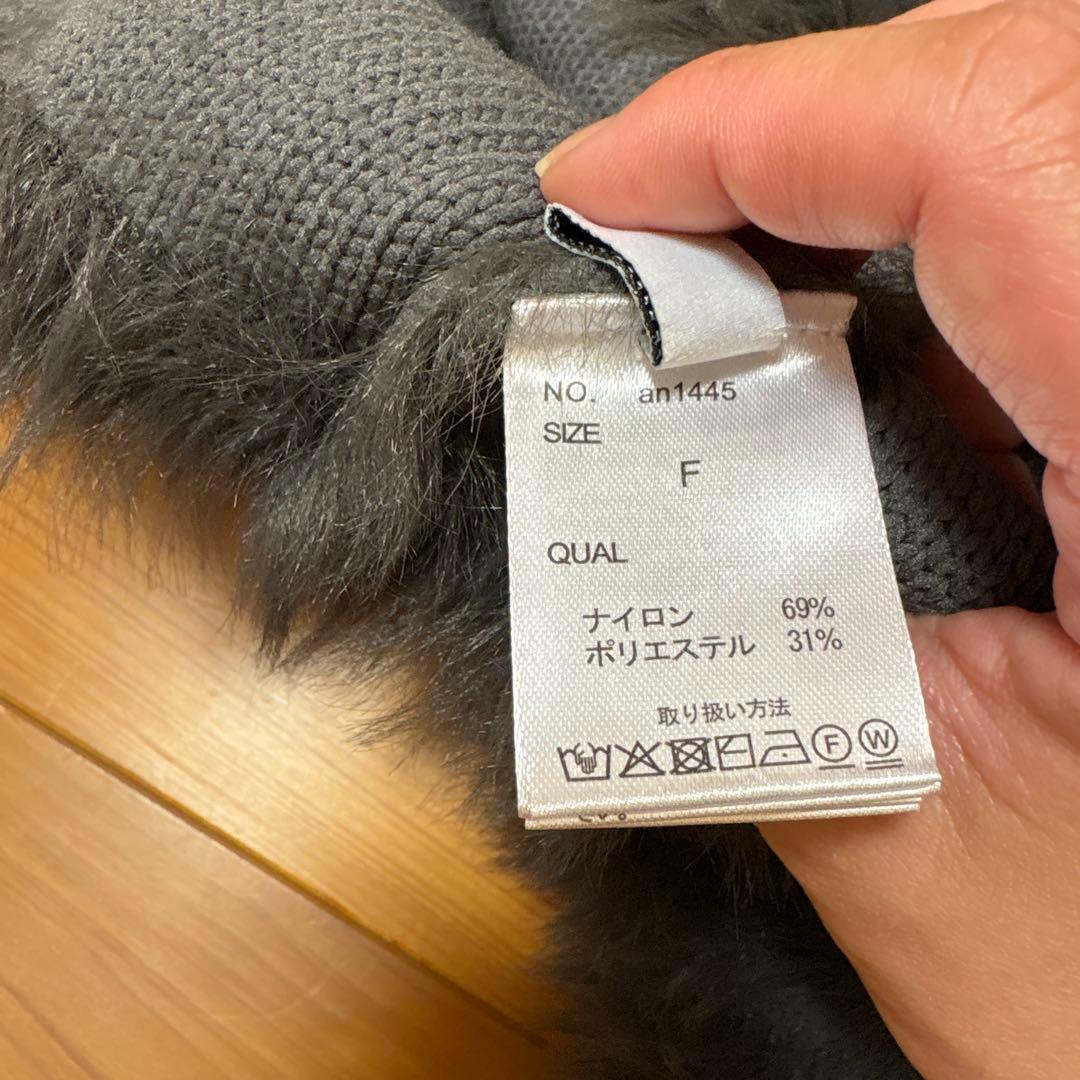 NO. an1445
SIZE
F
QUAL
ナイロン 69%
ポリエステル 31%
取り扱い方法
F W